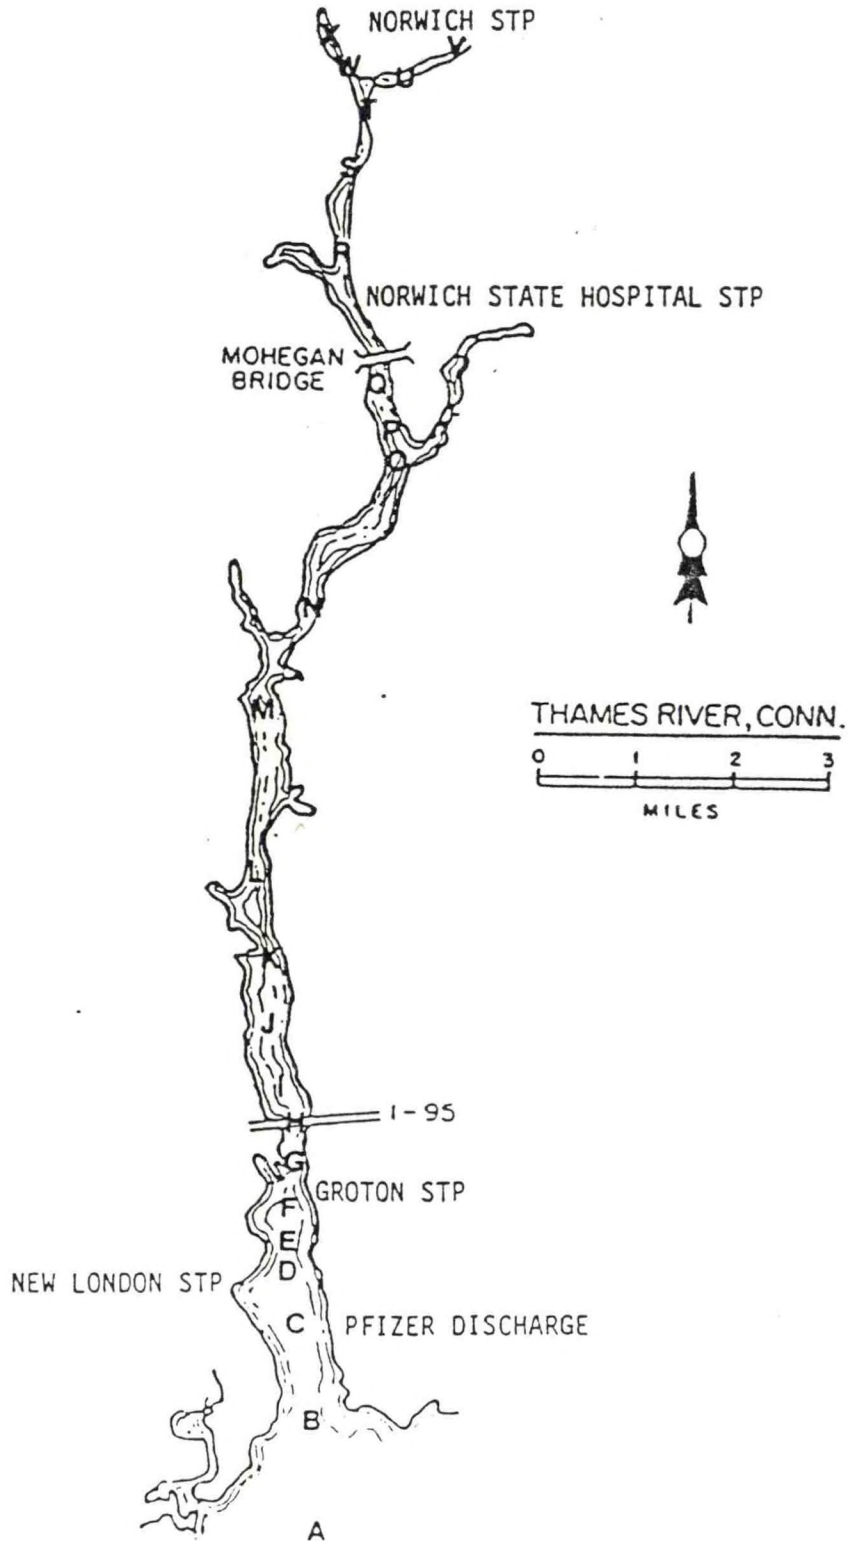 NORWICH STP
W
U
V
T
R
NORWICH STATE HOSPITAL STP
MOHEGAN
BRIDGE
Q
P
O
N
THAMES RIVER, CONN.
0 1 2 3
MILES
M
L
K
J
I
I-95
H
G
GROTON STP
F
E
D
NEW LONDON STP
C
PFIZER DISCHARGE
B
A